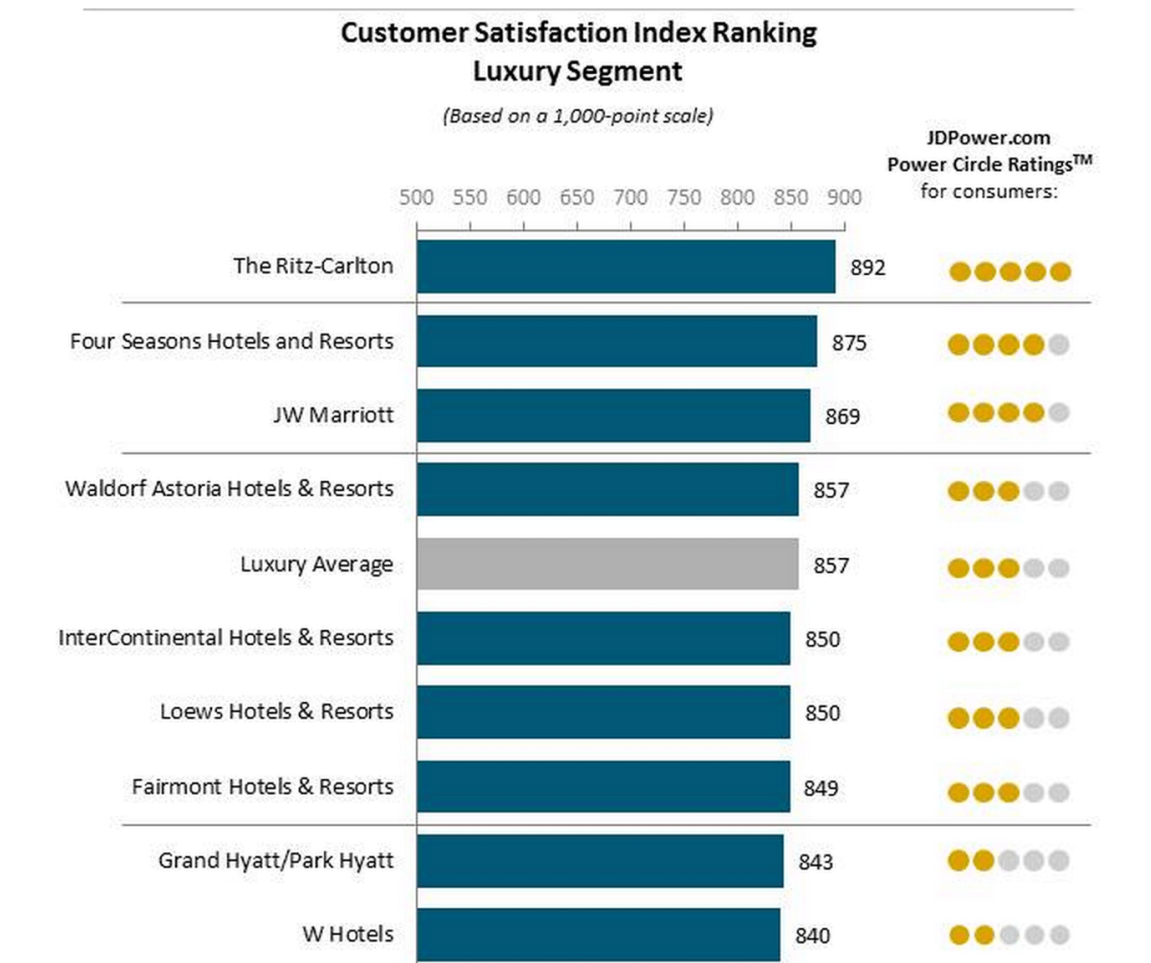 Customer Satisfaction Index Ranking
Luxury Segment
(Based on a 1,000-point scale)
JDPower.com
Power Circle Ratings™
for consumers:
500 550 600 650 700 750 800 850 900
The Ritz-Carlton 892
Four Seasons Hotels and Resorts 875
JW Marriott 869
Waldorf Astoria Hotels & Resorts 857
Luxury Average 857
InterContinental Hotels & Resorts 850
Loews Hotels & Resorts 850
Fairmont Hotels & Resorts 849
Grand Hyatt/Park Hyatt 843
W Hotels 840